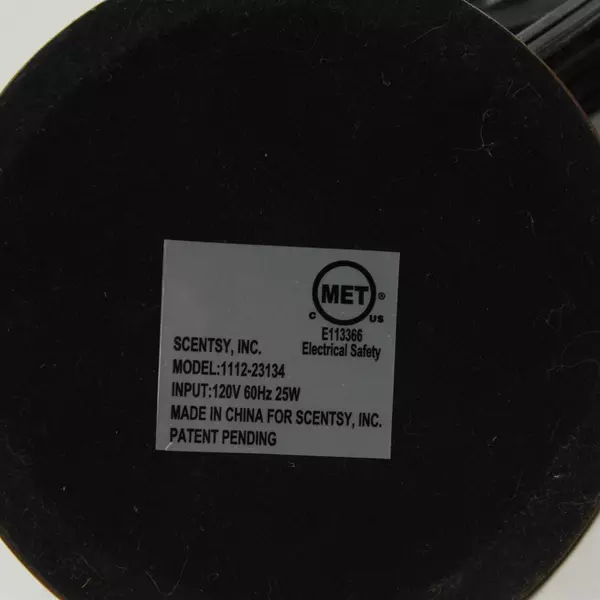 MET®
C US
E113366
Electrical Safety
SCENTSY, INC.
MODEL:1112-23134
INPUT:120V 60Hz 25W
MADE IN CHINA FOR SCENTSY, INC.
PATENT PENDING